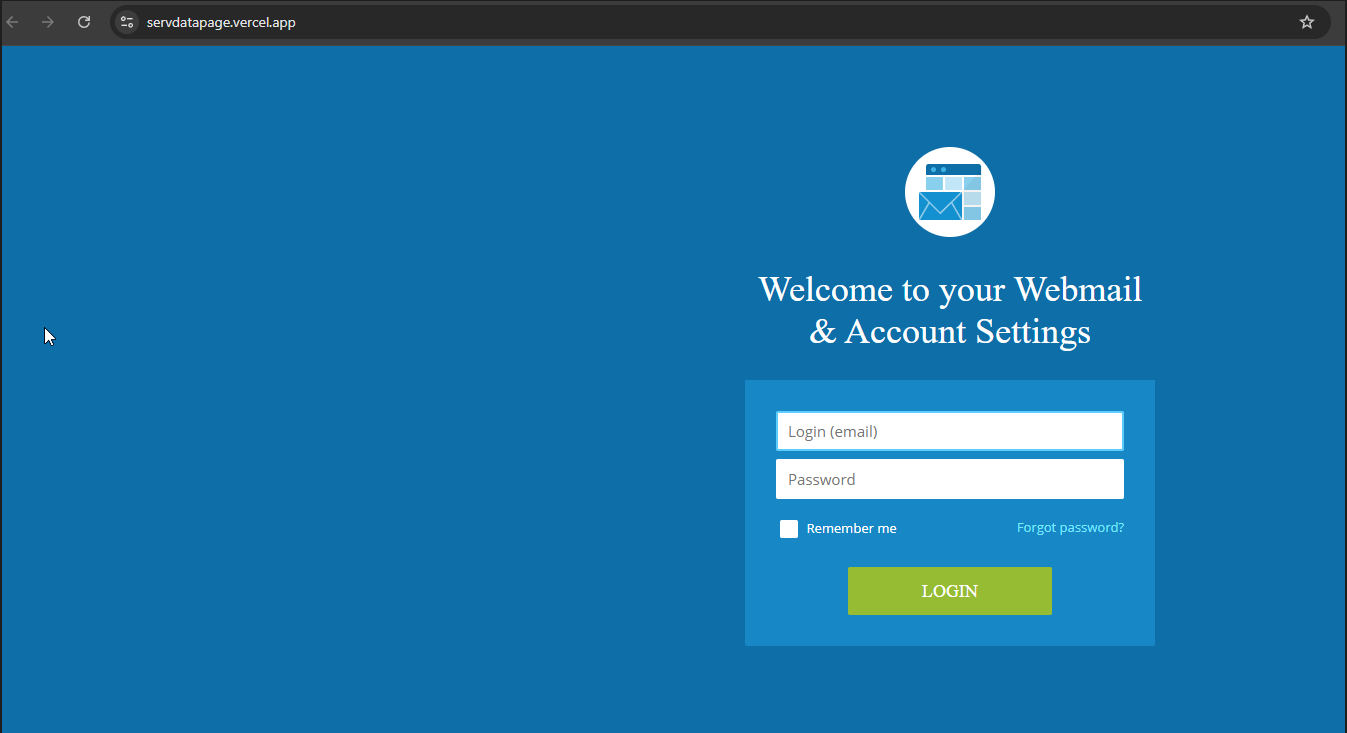 servdatapage.vercel.app
Welcome to your Webmail
& Account Settings
Login (email)
Password
Remember me
Forgot password?
LOGIN